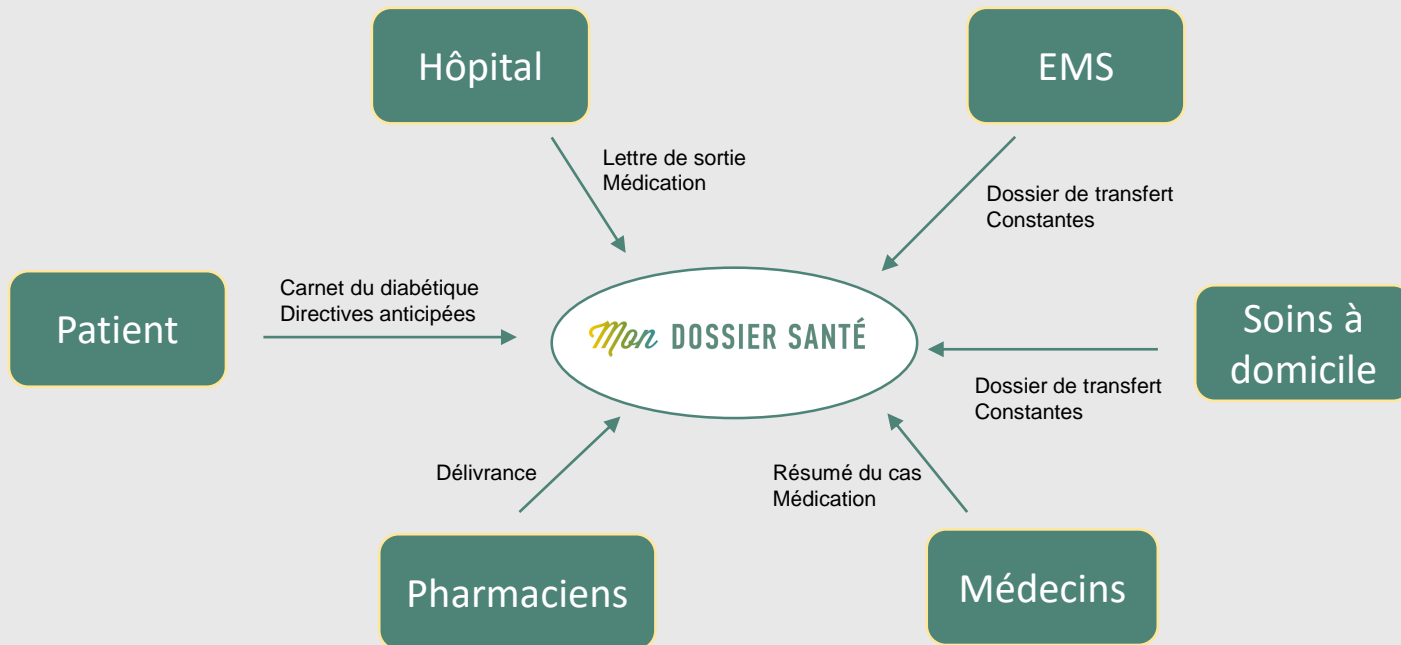 Hôpital
EMS
Lettre de sortie
Médication
Dossier de transfert
Constantes
Patient
Carnet du diabétique
Directives anticipées
Mon DOSSIER SANTÉ
Soins à
domicile
Dossier de transfert
Constantes
Délivrance
Résumé du cas
Médication
Pharmaciens
Médecins